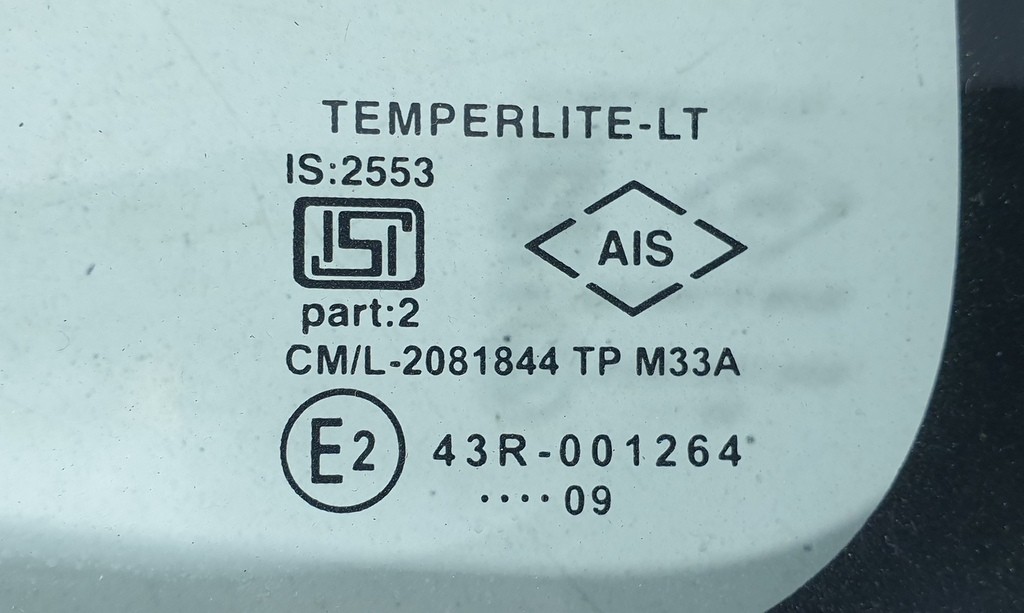 TEMPERLITE-LT
IS:2553
ISI
AIS
part:2
CM/L-2081844 TP M33A
E2 43R-001264
....09